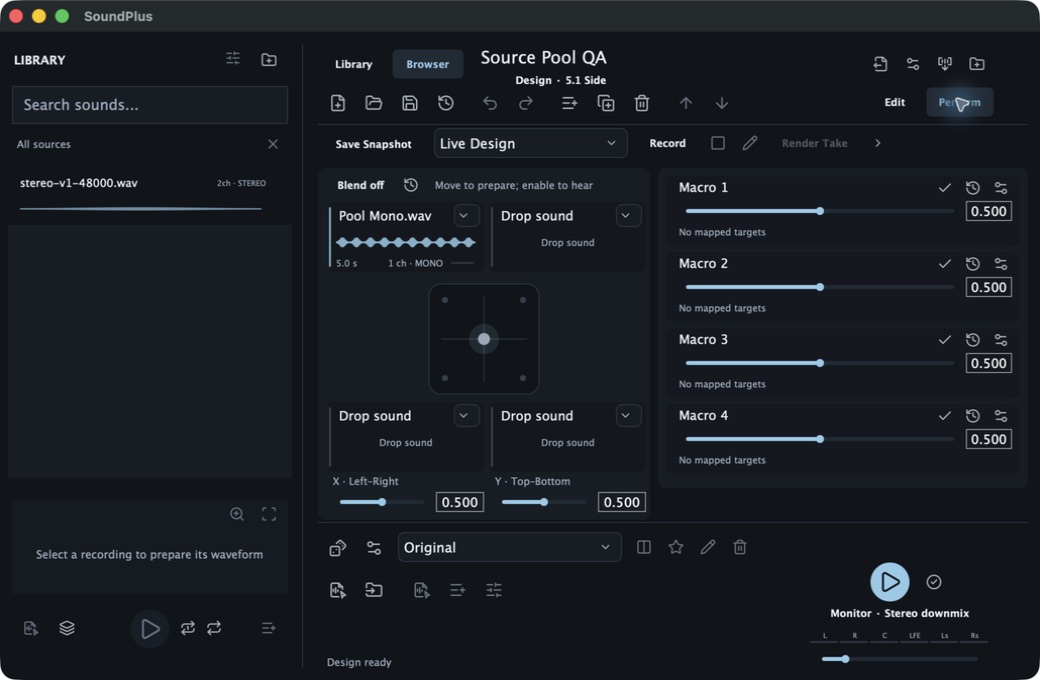 SoundPlus
LIBRARY
Search sounds...
All sources
stereo-v1-48000.wav
2ch · STEREO
Select a recording to prepare its waveform
Library
Browser
Source Pool QA
Design · 5.1 Side
Edit
Perform
Save Snapshot
Live Design
Record
Render Take
Blend off
Move to prepare; enable to hear
Pool Mono.wav
5.0 s
1 ch · MONO
Drop sound
Drop sound
Drop sound
Drop sound
Drop sound
Drop sound
X · Left-Right
0.500
Y · Top-Bottom
0.500
Macro 1
0.500
No mapped targets
Macro 2
0.500
No mapped targets
Macro 3
0.500
No mapped targets
Macro 4
0.500
No mapped targets
Original
Monitor · Stereo downmix
L R C LFE Ls Rs
Design ready